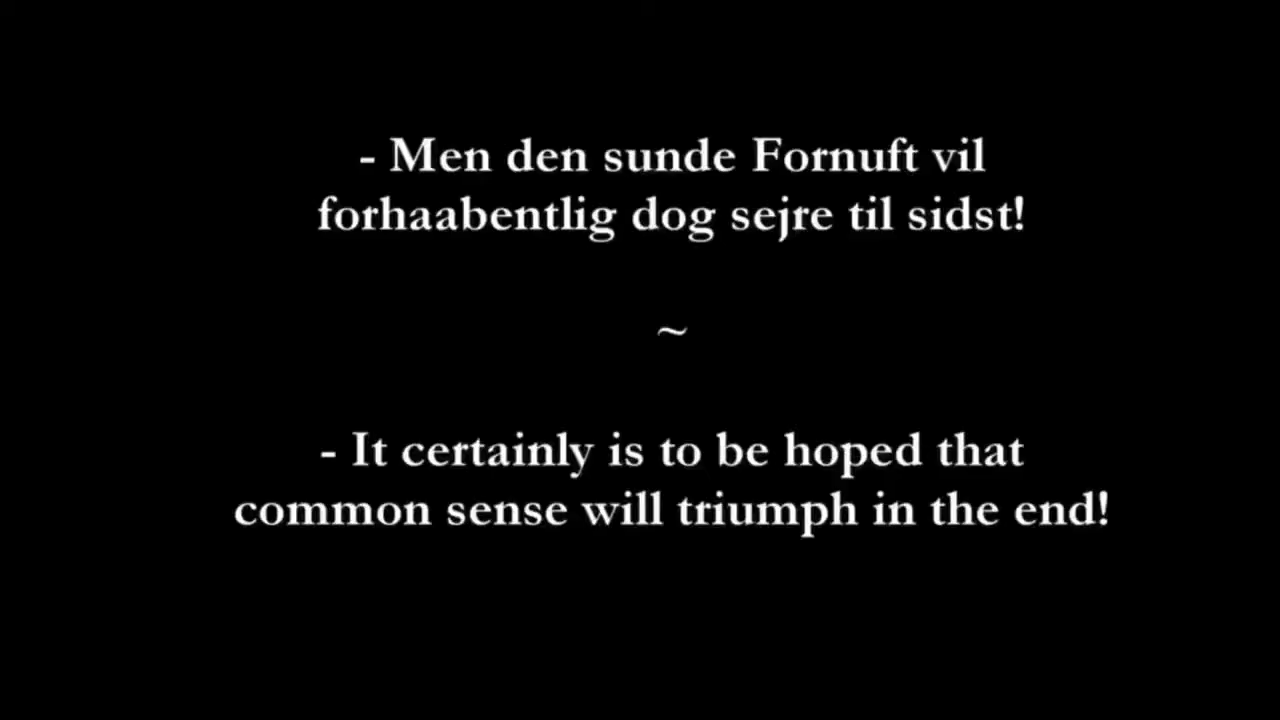 - Men den sunde Fornuft vil
forhaabentlig dog sejre til sidst!
~
- It certainly is to be hoped that
common sense will triumph in the end!